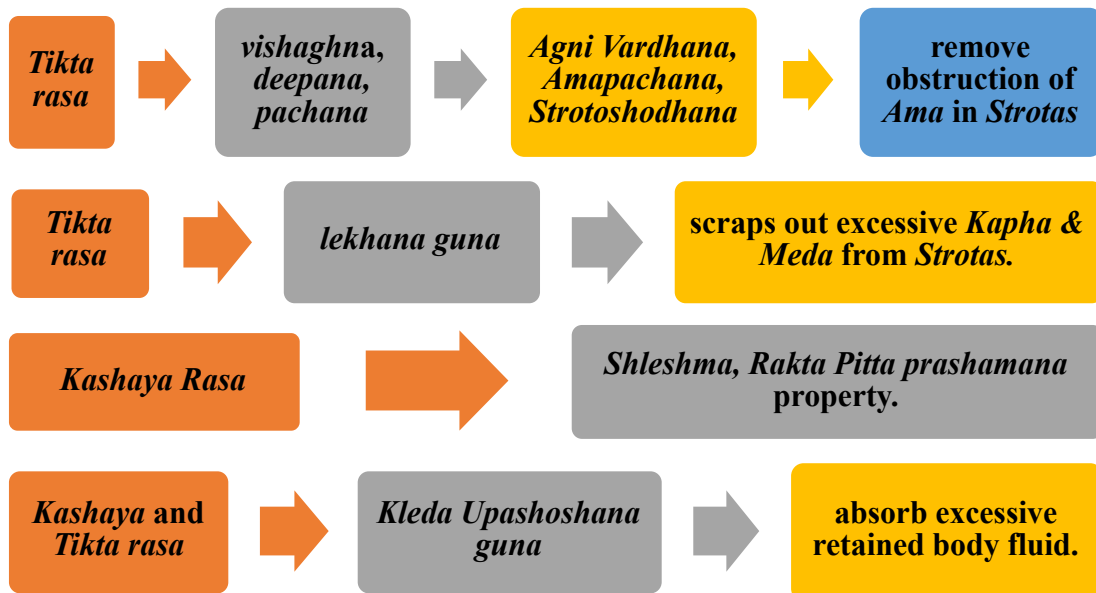 Tikta
rasa
vishaghna,
deepana,
pachana
Agni Vardhana,
Amapachana,
Strotoshodhana
remove
obstruction of
Ama in Strotas
Tikta
rasa
lekhana guna
scraps out excessive Kapha &
Meda from Strotas.
Kashaya Rasa
Shleshma, Rakta Pitta prashamana
property.
Kashaya and
Tikta rasa
Kleda Upashoshana
guna
absorb excessive
retained body fluid.